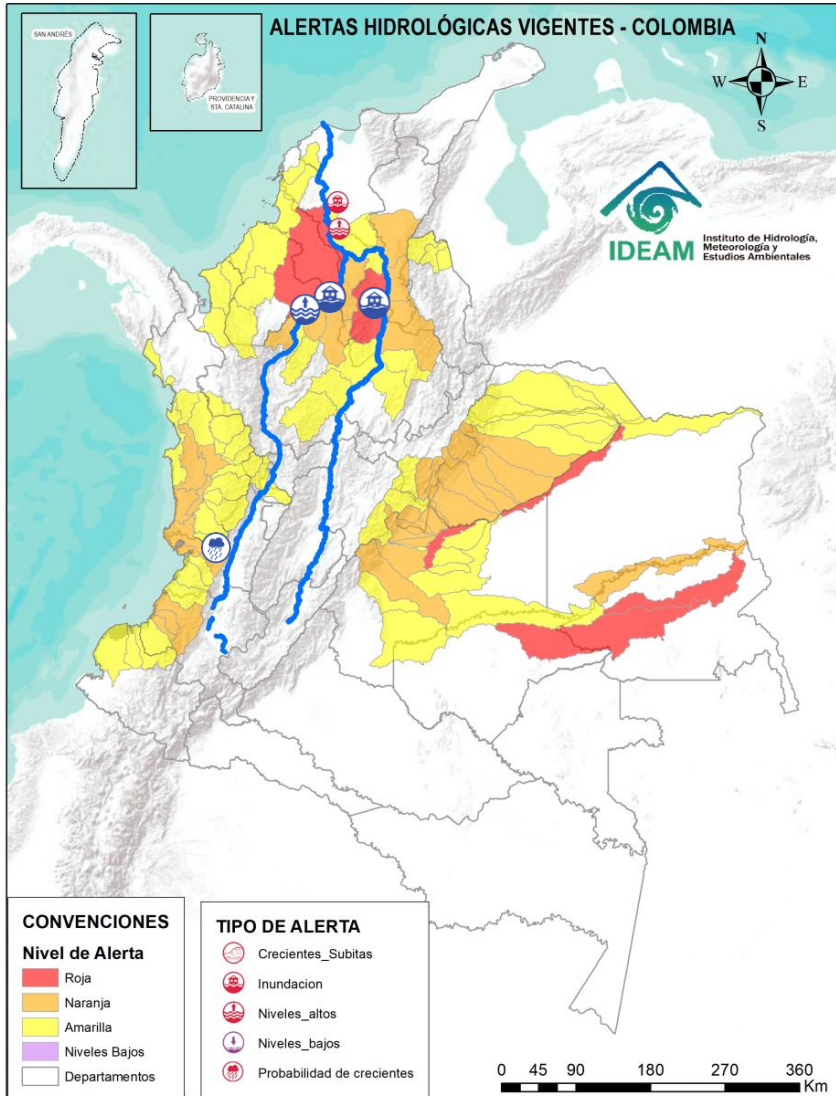 ALERTAS HIDROLÓGICAS VIGENTES - COLOMBIA
SAN ANDRÉS
PROVIDENCIA Y
STA. CATALINA
N
W
E
S
IDEAM
Instituto de Hidrología,
Meteorología y
Estudios Ambientales
CONVENCIONES
Nivel de Alerta
Roja
Naranja
Amarilla
Niveles Bajos
Departamentos
TIPO DE ALERTA
Crecientes_Subitas
Inundacion
Niveles_altos
Niveles_bajos
Probabilidad de crecientes
0 45 90 180 270 360
Km